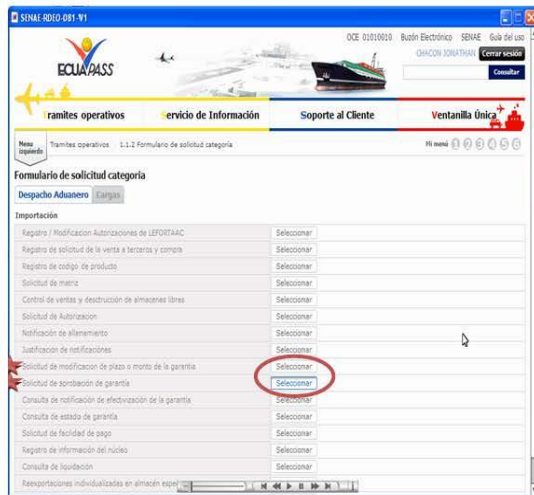 SENAE-RDEO-D81-V1
OCE 01010010 Buzón Electrónico SENAE Guía del uso
CHACON JONATHAN Cerrar sesión
ECUAPASS
Consultar
Tramites operativos Servicio de Información Soporte al Cliente Ventanilla Única
Menu izquierdo Tramites operativos 1.1.2 Formulario de solicitud categoría Mi menú
Formulario de solicitud categoría
Despacho Aduanero Cargas
Importación
Registro / Modificacion Autorizaciones de LEFORTAAC Seleccionar
Registro de solicitud de la venta a terceros y compra Seleccionar
Registro de codigo de producto Seleccionar
Solicitud de matriz Seleccionar
Control de ventas y desctrucción de almacenes libres Seleccionar
Solicitud de Autorizacion Seleccionar
Notificación de allanamiento Seleccionar
Justificación de notificaciónes Seleccionar
Solicitud de modificacion de plazo o monto de la garantia Seleccionar
Solicitud de aprobación de garantía Seleccionar
Consulta de notificación de efectivización de la garantía Seleccionar
Consulta de estado de garantía Seleccionar
Solicitud de facilidad de pago Seleccionar
Registro de información del núcleo Seleccionar
Consulta de liquidación Seleccionar
Reexportaciones individualizadas en almacén